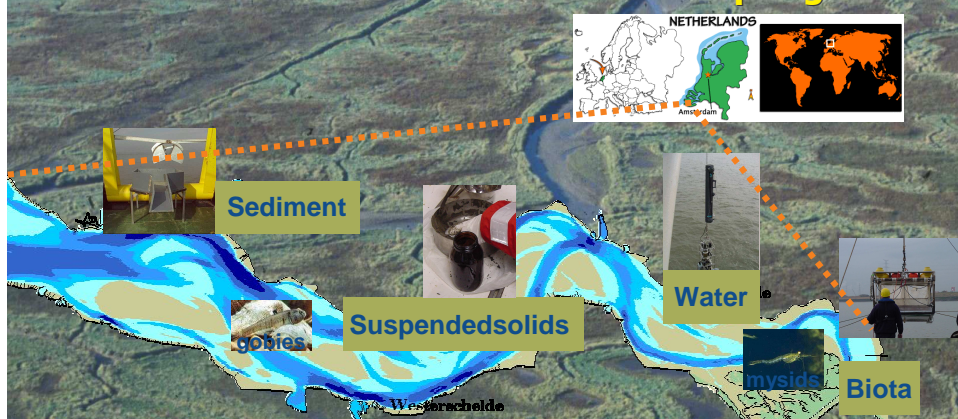 NETHERLANDS
Amsterdam
Sediment
Suspendedsolids
Water
gobies
mysids
Biota
Westerschelde